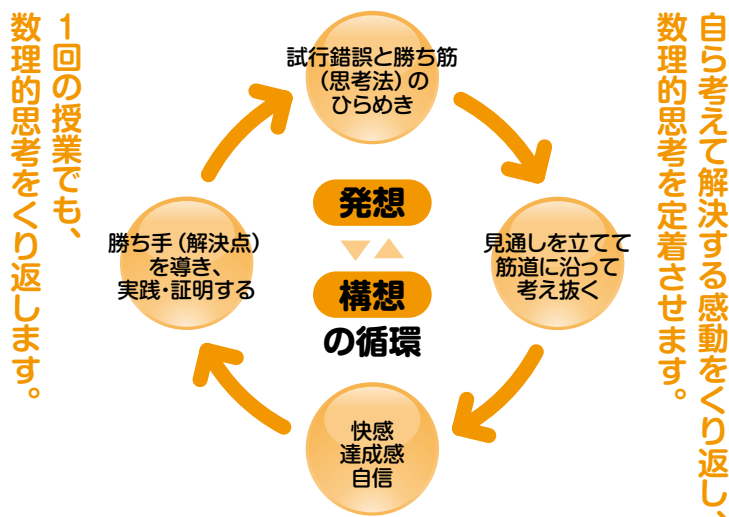 自ら考えて解決する感動をくり返し、
数理的思考を定着させます。
試行錯誤と勝ち筋
（思考法）の
ひらめき
見通しを立てて
筋道に沿って
考え抜く
快感
達成感
自信
勝ち手（解決点）
を導き、
実践・証明する
発想
構想
の循環
1回の授業でも、
数理的思考をくり返します。